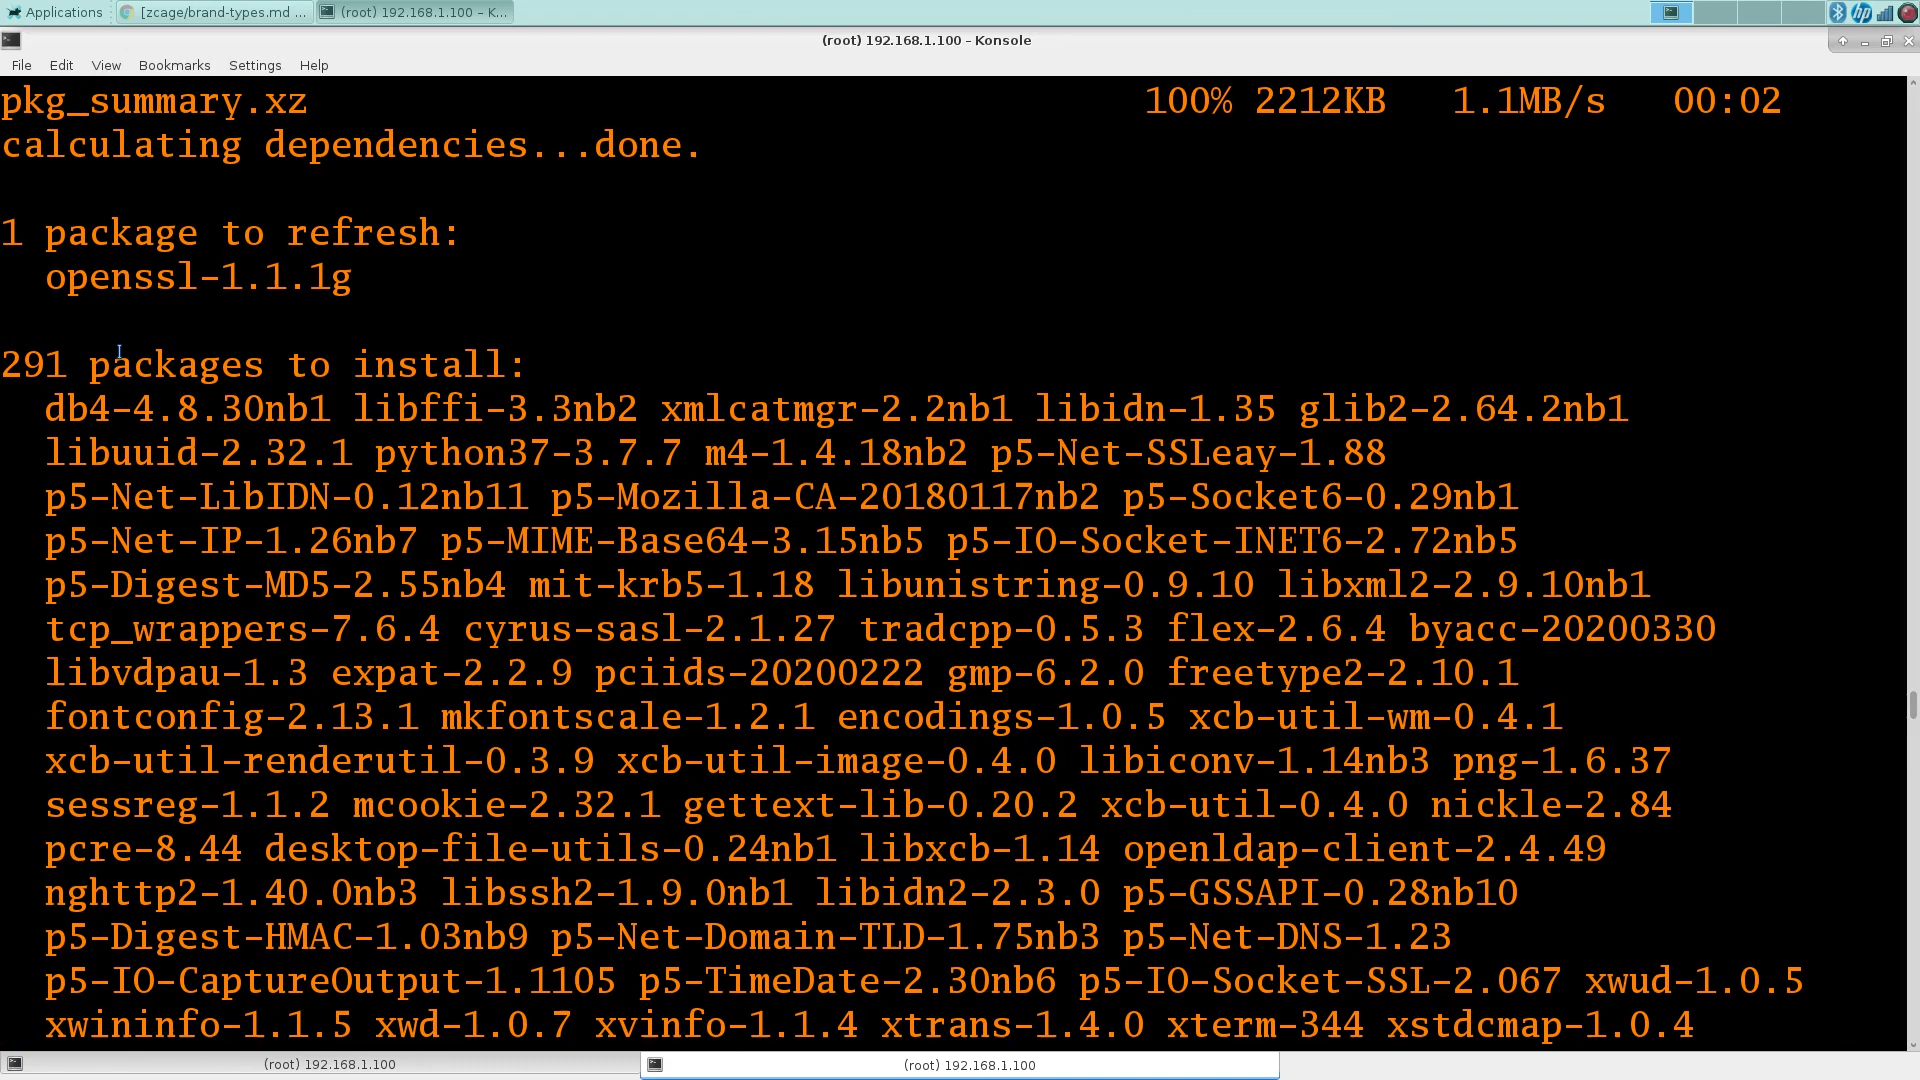 Applications
[zcage/brand-types.md ...
(root) 192.168.1.100 – K...
(root) 192.168.1.100 – Konsole
File Edit View Bookmarks Settings Help
pkg_summary.xz 100% 2212KB 1.1MB/s 00:02
calculating dependencies...done.
1 package to refresh:
openssl-1.1.1g
291 packages to install:
db4-4.8.30nb1 libffi-3.3nb2 xmlcatmgr-2.2nb1 libidn-1.35 glib2-2.64.2nb1
libuuid-2.32.1 python37-3.7.7 m4-1.4.18nb2 p5-Net-SSLeay-1.88
p5-Net-LibIDN-0.12nb11 p5-Mozilla-CA-20180117nb2 p5-Socket6-0.29nb1
p5-Net-IP-1.26nb7 p5-MIME-Base64-3.15nb5 p5-IO-Socket-INET6-2.72nb5
p5-Digest-MD5-2.55nb4 mit-krb5-1.18 libunistring-0.9.10 libxml2-2.9.10nb1
tcp_wrappers-7.6.4 cyrus-sasl-2.1.27 tradcpp-0.5.3 flex-2.6.4 byacc-20200330
libvdpau-1.3 expat-2.2.9 pciids-20200222 gmp-6.2.0 freetype2-2.10.1
fontconfig-2.13.1 mkfontscale-1.2.1 encodings-1.0.5 xcb-util-wm-0.4.1
xcb-util-renderutil-0.3.9 xcb-util-image-0.4.0 libiconv-1.14nb3 png-1.6.37
sessreg-1.1.2 mcookie-2.32.1 gettext-lib-0.20.2 xcb-util-0.4.0 nickle-2.84
pcre-8.44 desktop-file-utils-0.24nb1 libxcb-1.14 openldap-client-2.4.49
nghttp2-1.40.0nb3 libssh2-1.9.0nb1 libidn2-2.3.0 p5-GSSAPI-0.28nb10
p5-Digest-HMAC-1.03nb9 p5-Net-Domain-TLD-1.75nb3 p5-Net-DNS-1.23
p5-IO-CaptureOutput-1.1105 p5-TimeDate-2.30nb6 p5-IO-Socket-SSL-2.067 xwud-1.0.5
xwininfo-1.1.5 xwd-1.0.7 xvinfo-1.1.4 xtrans-1.4.0 xterm-344 xstdcmap-1.0.4
(root) 192.168.1.100
(root) 192.168.1.100